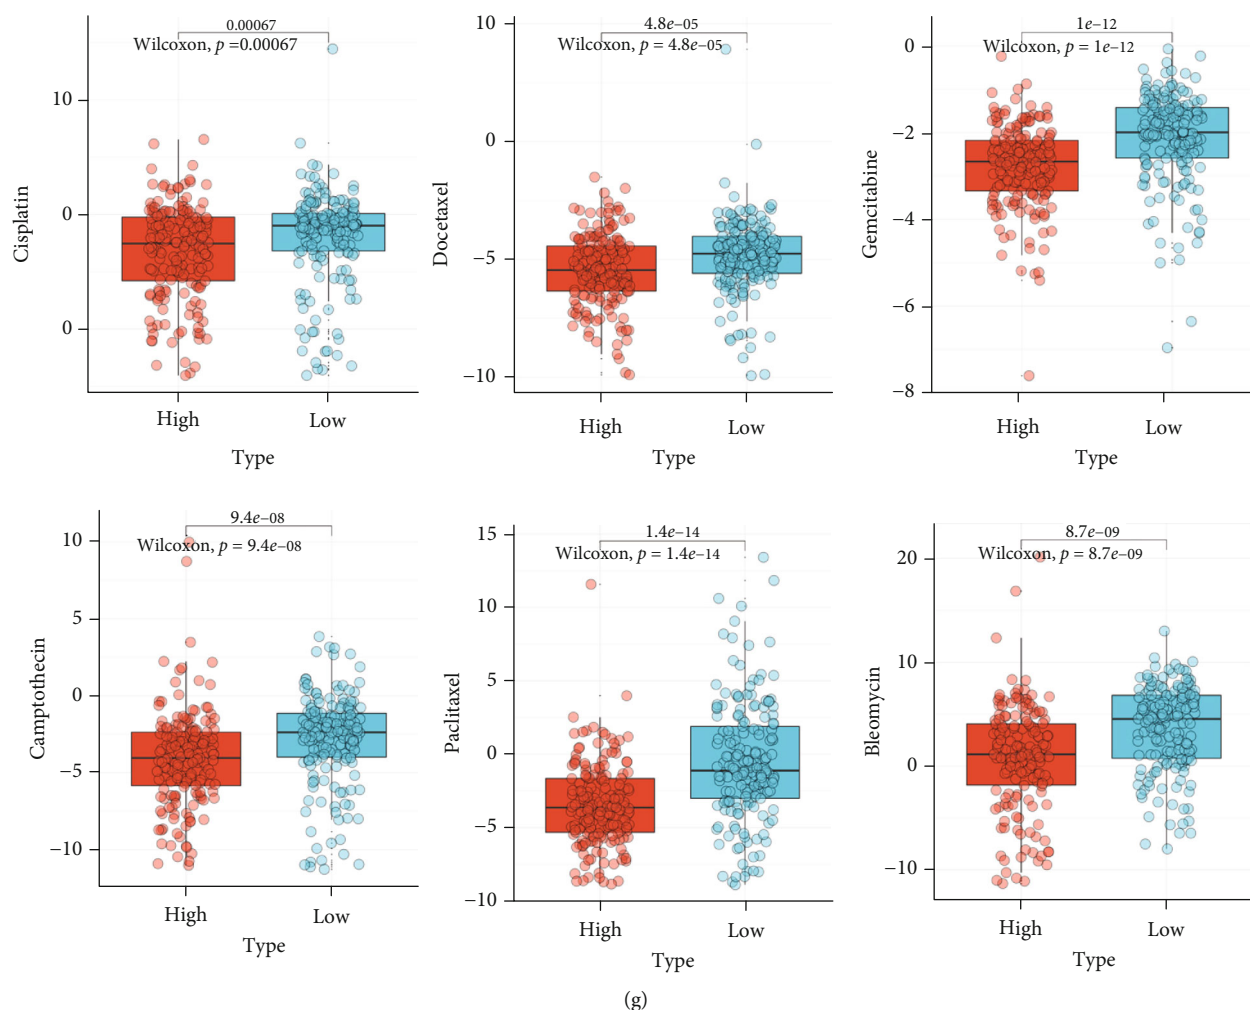 0.00067
Wilcoxon, p =0.00067
Cisplatin
10
0
0
High
Low
Type
4.8e–05
Wilcoxon, p = 4.8e–05
Docetaxel
10
0
−5
−10
High
Low
Type
1e–12
Wilcoxon, p = 1e–12
Gemcitabine
0
−2
−4
−6
−8
High
Low
Type
9.4e–08
Wilcoxon, p = 9.4e–08
Camptothecin
10
5
0
−5
−10
High
Low
Type
1.4e–14
Wilcoxon, p = 1.4e–14
Paclitaxel
15
10
5
−0
−5
−10
High
Low
Type
8.7e–09
Wilcoxon, p = 8.7e–09
Bleomycin
20
10
0
−10
High
Low
Type
(g)